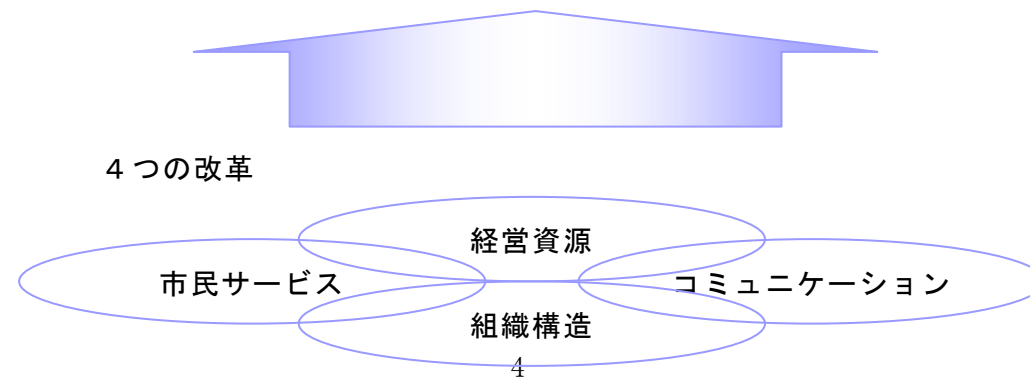 ４つの改革
経営資源
市民サービス
コミュニケーション
組織構造
4